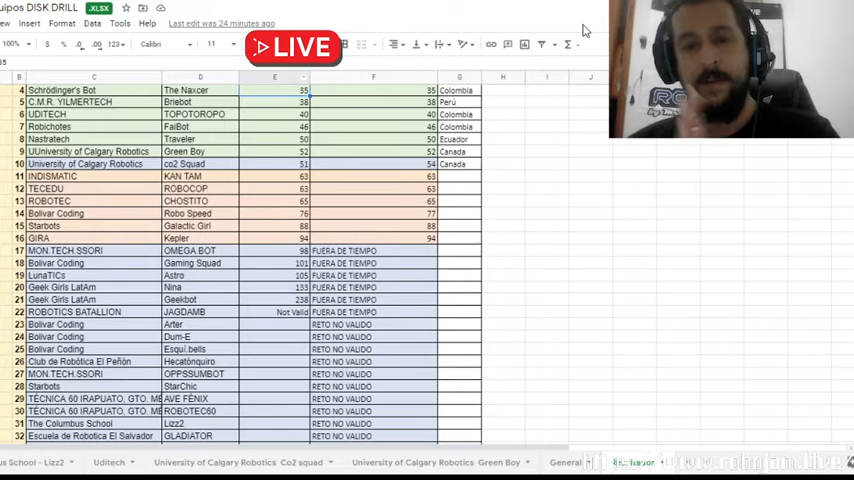 quipos DISK DRILL .XLSX
iew Insert Format Data Tools Help Last edit was 24 minutes ago
100% $ % .0 .00 123 Calibri 11
LIVE
35
B C D E F G H I J
4 Schrödinger's Bot The Naxcer 35 35 Colombia
5 C.M.R. YILMERTECH Briebot 38 38 Perú
6 UDITECH TOPOTOROPO 40 40 Colombia
7 Robichotes FaiBot 46 46 Colombia
8 Nastratech Traveler 50 50 Ecuador
9 UUniversity of Calgary Robotics Green Boy 52 52 Canada
10 University of Calgary Robotics co2 Squad 51 54 Canada
11 INDISMATIC KAN TAM 63 63
12 TECEDU ROBOCOP 63 63
13 ROBOTEC CHOSTITO 65 65
14 Bolivar Coding Robo Speed 76 77
15 Starbots Galactic Girl 88 88
16 GIRA Kepler 94 94
17 MON.TECH.SSORI OMEGA BOT 98 FUERA DE TIEMPO
18 Bolivar Coding Gaming Squad 101 FUERA DE TIEMPO
19 LunaTICs Astro 105 FUERA DE TIEMPO
20 Geek Girls LatAm Nina 133 FUERA DE TIEMPO
21 Geek Girls LatAm Geekbot 238 FUERA DE TIEMPO
22 ROBOTICS BATALLION JAGDAMB Not Valid FUERA DE TIEMPO
23 Bolivar Coding Arter RETO NO VALIDO
24 Bolivar Coding Dum-E RETO NO VALIDO
25 Bolivar Coding Esquí.bells RETO NO VALIDO
26 Club de Robótica El Peñón Hecatónquiro RETO NO VALIDO
27 MON.TECH.SSORI OPPSSUMBOT RETO NO VALIDO
28 Starbots StarChic RETO NO VALIDO
29 TÉCNICA 60 IRAPUATO, GTO. ME AVE FÉNIX RETO NO VALIDO
30 TÉCNICA 60 IRAPUATO, GTO. ME ROBOTEC60 RETO NO VALIDO
31 The Columbus School Lizz2 RETO NO VALIDO
32 Escuela de Robotica El Salvador GLADIATOR RETO NO VALIDO
us School - Lizz2 Uditech University of Calgary Robotics Co2 squad University of Calgary Robotics Green Boy General
https://www.robojam.live